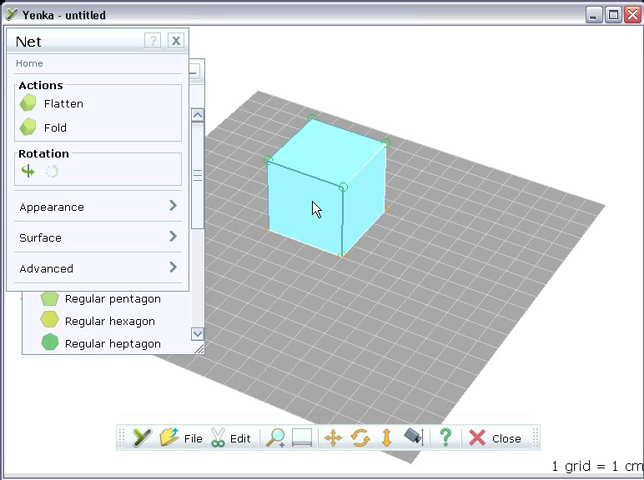 Yenka - untitled
Net
?
Home
Actions
Flatten
Fold
Rotation
Appearance
Surface
Advanced
Regular pentagon
Regular hexagon
Regular heptagon
File
Edit
?
Close
1 grid = 1 cm